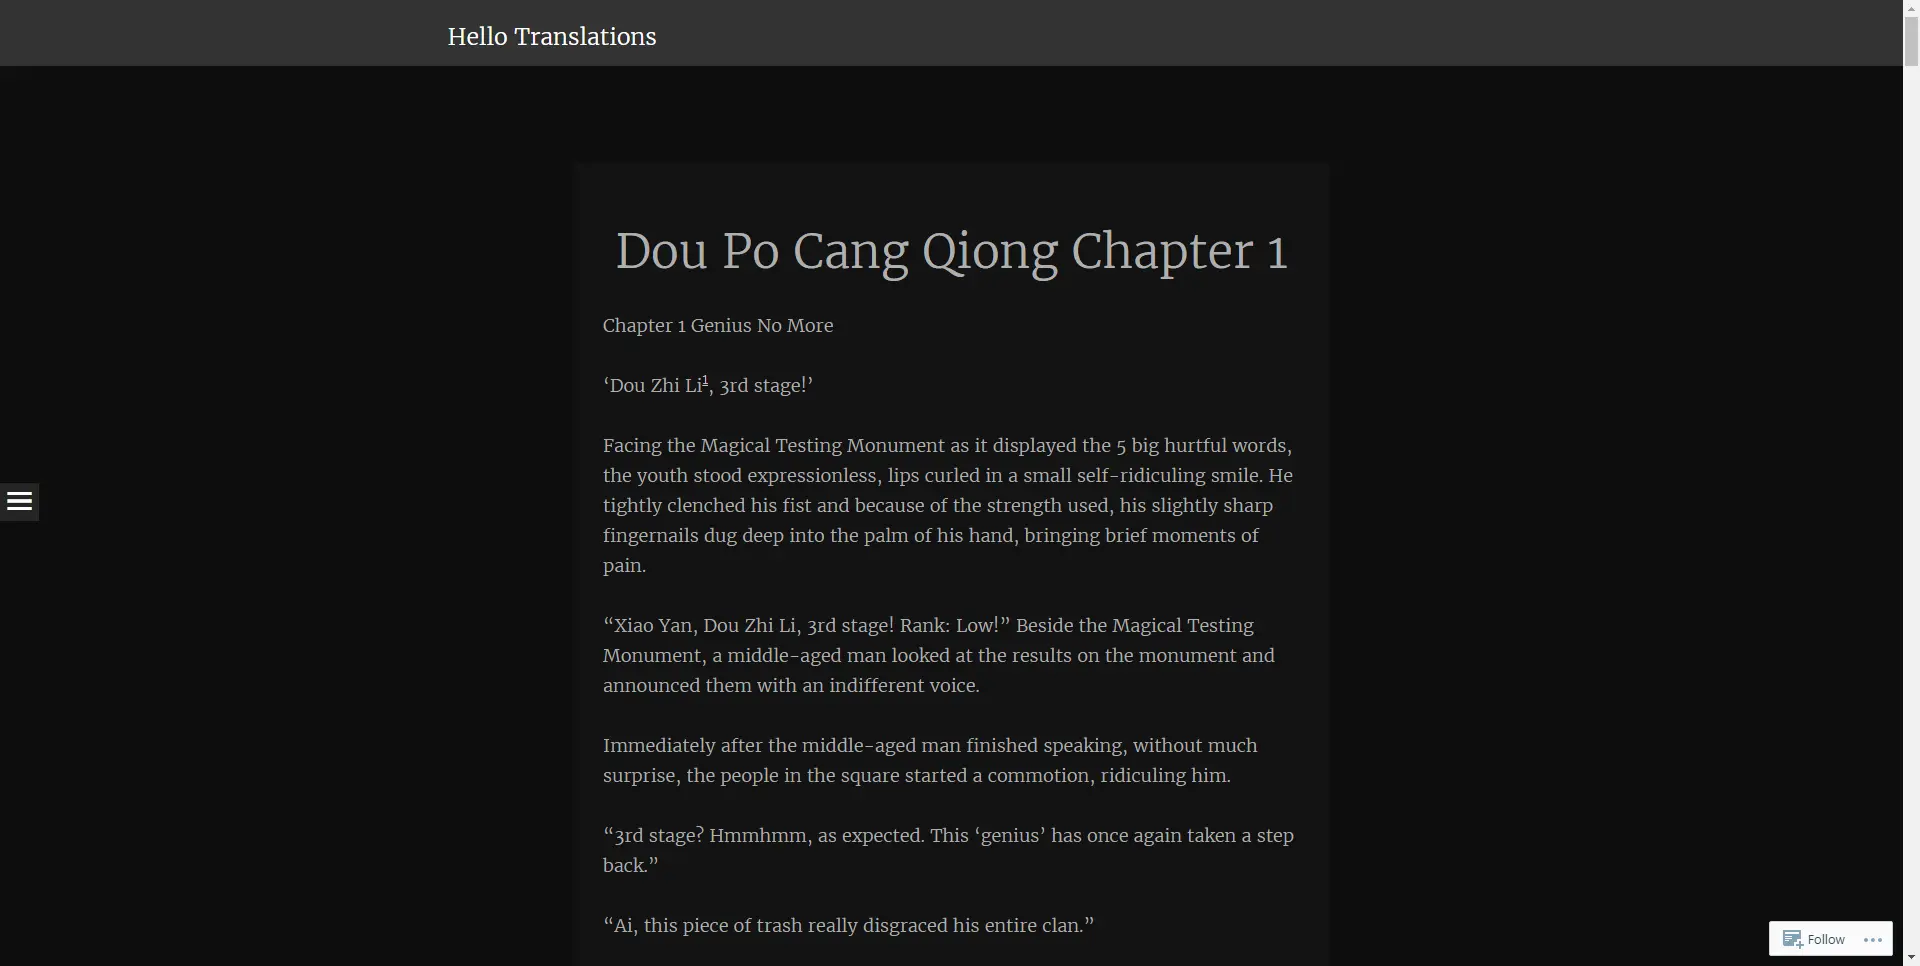 Hello Translations
Dou Po Cang Qiong Chapter 1
Chapter 1 Genius No More
‘Dou Zhi Li1, 3rd stage!’
Facing the Magical Testing Monument as it displayed the 5 big hurtful words,
the youth stood expressionless, lips curled in a small self-ridiculing smile. He
tightly clenched his fist and because of the strength used, his slightly sharp
fingernails dug deep into the palm of his hand, bringing brief moments of
pain.
“Xiao Yan, Dou Zhi Li, 3rd stage! Rank: Low!” Beside the Magical Testing
Monument, a middle-aged man looked at the results on the monument and
announced them with an indifferent voice.
Immediately after the middle-aged man finished speaking, without much
surprise, the people in the square started a commotion, ridiculing him.
“3rd stage? Hmmhmm, as expected. This ‘genius’ has once again taken a step
back.”
“Ai, this piece of trash really disgraced his entire clan.”
Follow